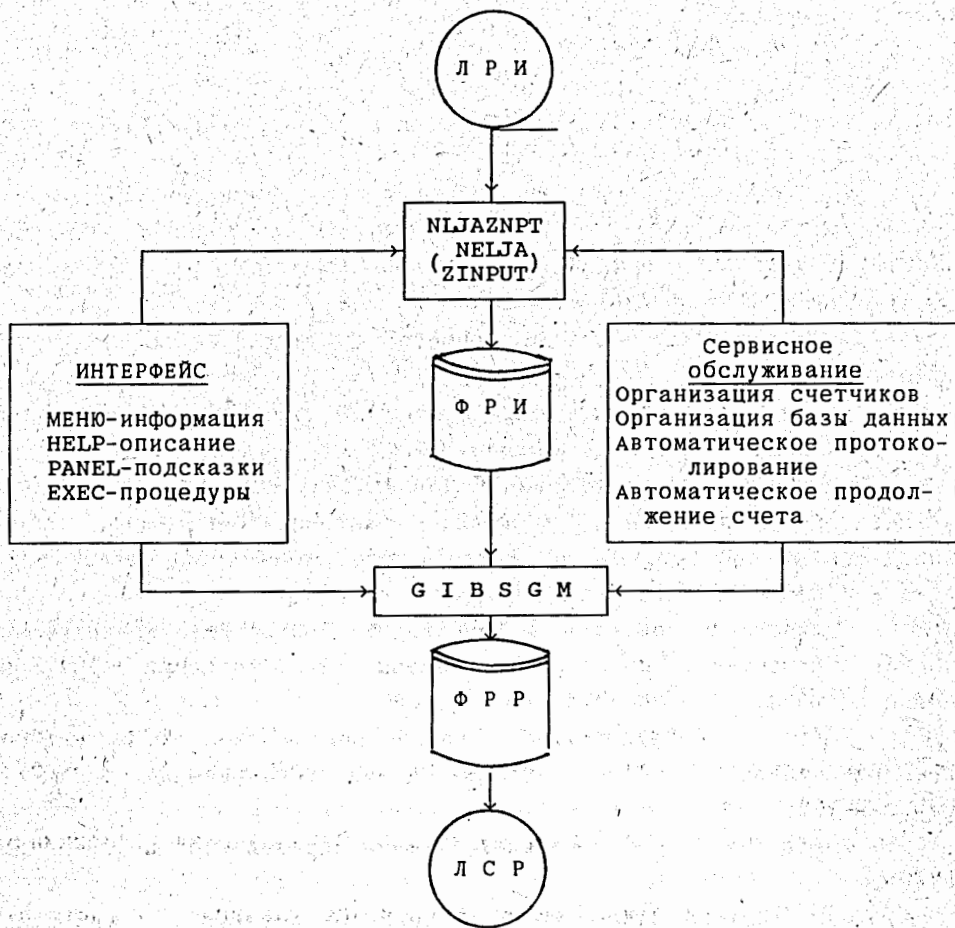 Л Р И
NLJAZNPT
( NELJA )
ZINPUT
ИНТЕРФЕЙС
МЕНЮ-информация
HELP-описание
PANEL-подсказки
EXEC-процедуры
Ф Р И
Сервисное
обслуживание
Организация счетчиков
Организация базы данных
Автоматическое протоко-
лирование
Автоматическое продол-
жение счета
G I B S G M
Ф Р Р
Л С Р